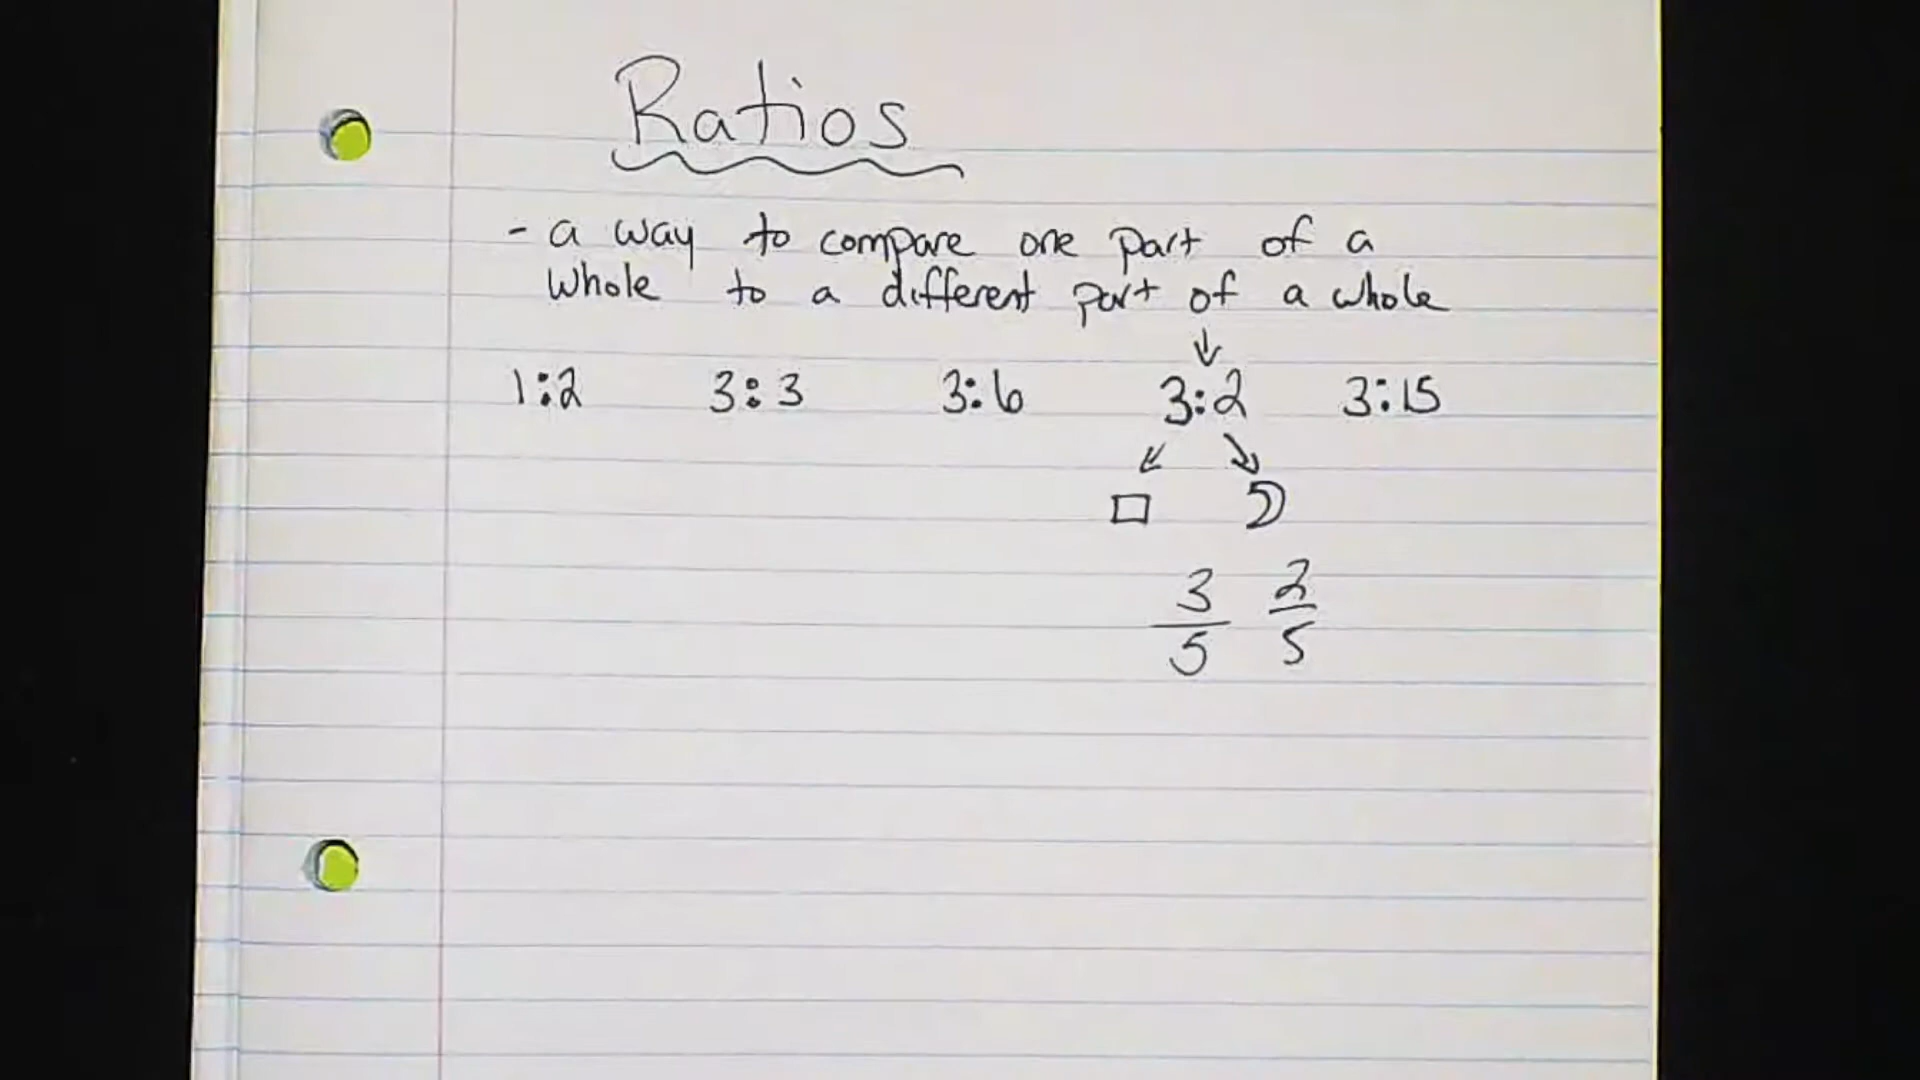 Ratios
- a way to compare one part of a
whole to a different part of a whole
1:2 3:3 3:6 3:2 3:15
3/5 2/5